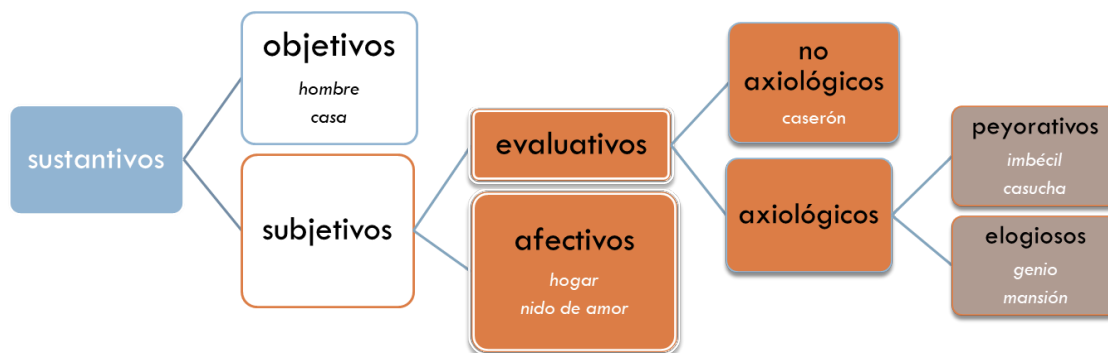 sustantivos
objetivos
hombre
casa
subjetivos
evaluativos
afectivos
hogar
nido de amor
no
axiológicos
caserón
axiológicos
peyorativos
imbécil
casucha
elogiosos
genio
mansión